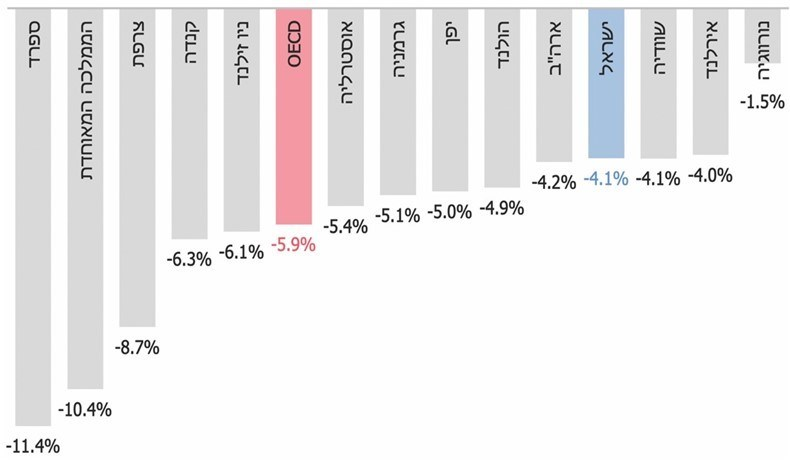 ספרד
הממלכה המאוחדת
צרפת
קנדה
ניו זילנד
OECD
אוסטרליה
גרמניה
יפן
הולנד
ארה"ב
ישראל
שוודיה
אירלנד
נורווגיה
-11.4%
-10.4%
-8.7%
-6.3%
-6.1%
-5.9%
-5.4%
-5.1%
-5.0%
-4.9%
-4.2%
-4.1%
-4.1%
-4.0%
-1.5%